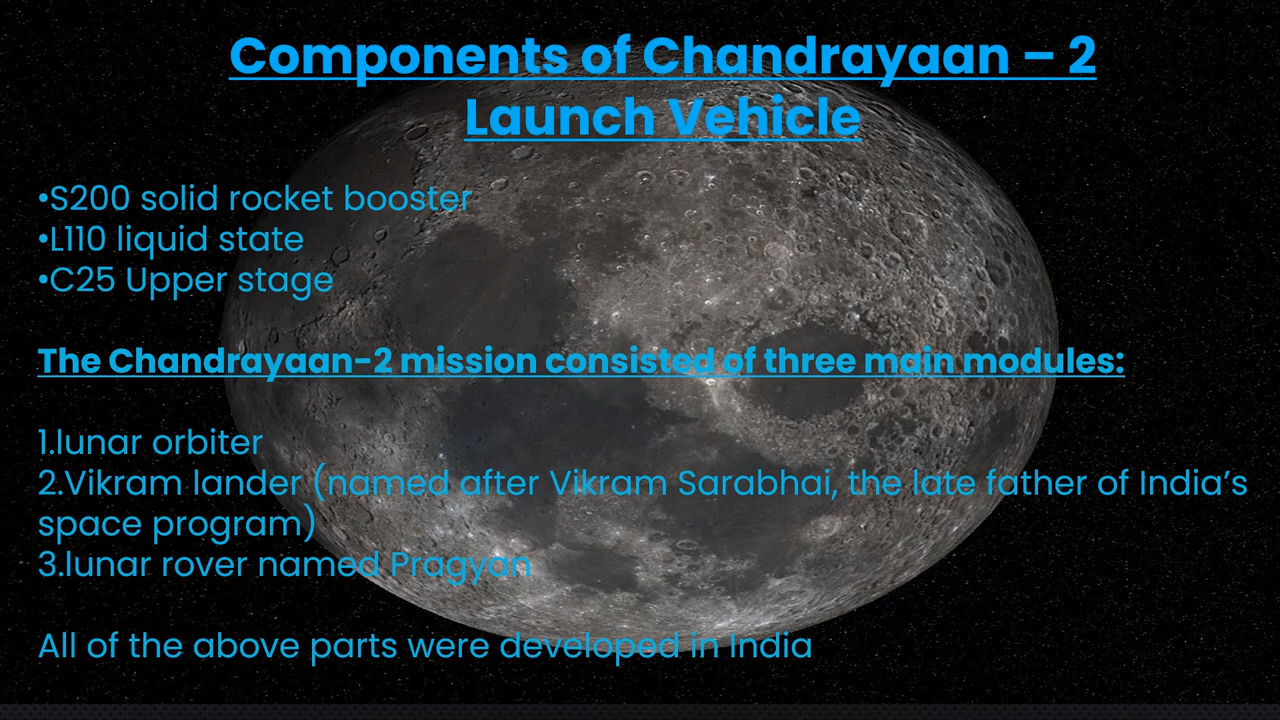 Components of Chandrayaan – 2
Launch Vehicle
•S200 solid rocket booster
•L110 liquid state
•C25 Upper stage
The Chandrayaan-2 mission consisted of three main modules:
1.lunar orbiter
2.Vikram lander (named after Vikram Sarabhai, the late father of India’s
space program)
3.lunar rover named Pragyan
All of the above parts were developed in India